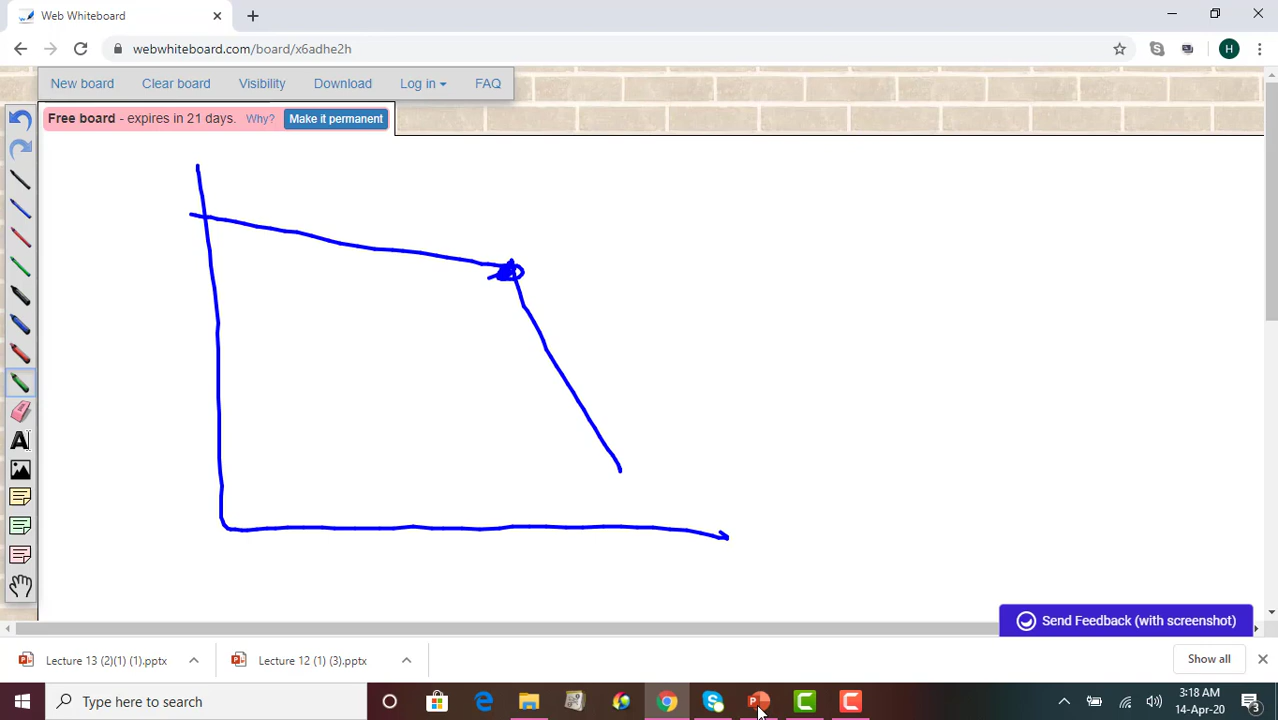 Web Whiteboard
webwhiteboard.com/board/x6adhe2h
H
New board Clear board Visibility Download Log in FAQ
Free board - expires in 21 days. Why? Make it permanent
A
Send Feedback (with screenshot)
Lecture 13 (2)(1) (1).pptx Lecture 12 (1) (3).pptx Show all
Type here to search
3:18 AM
14-Apr-20
3